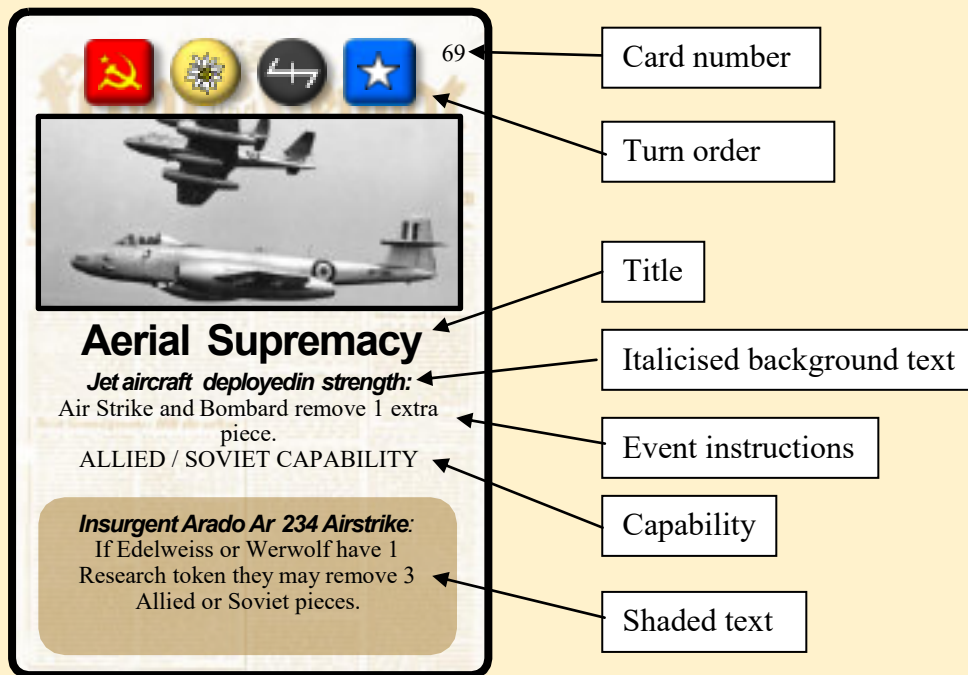 69
Card number
Turn order
Title
Aerial Supremacy
Italicised background text
Jet aircraft deployedin strength:
Air Strike and Bombard remove 1 extra
piece.
Event instructions
ALLIED / SOVIET CAPABILITY
Capability
Insurgent Arado Ar 234 Airstrike:
If Edelweiss or Werwolf have 1
Research token they may remove 3
Allied or Soviet pieces.
Shaded text